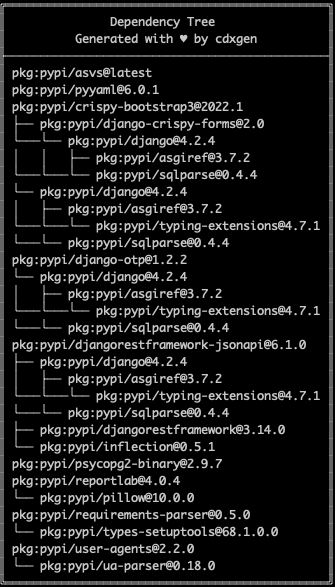 Dependency Tree
Generated with ♥ by cdxgen
pkg:pypi/asvs@latest
pkg:pypi/pyyaml@6.0.1
pkg:pypi/crispy-bootstrap3@2022.1
├── pkg:pypi/django-crispy-forms@2.0
└──└── pkg:pypi/django@4.2.4
│   │   ├── pkg:pypi/asgiref@3.7.2
└──└──└── pkg:pypi/sqlparse@0.4.4
└── pkg:pypi/django@4.2.4
│   ├── pkg:pypi/asgiref@3.7.2
└──└──└── pkg:pypi/typing-extensions@4.7.1
└──└── pkg:pypi/sqlparse@0.4.4
pkg:pypi/django-otp@1.2.2
└── pkg:pypi/django@4.2.4
│   ├── pkg:pypi/asgiref@3.7.2
└──└──└── pkg:pypi/typing-extensions@4.7.1
└──└── pkg:pypi/sqlparse@0.4.4
pkg:pypi/djangorestframework-jsonapi@6.1.0
├── pkg:pypi/django@4.2.4
│   ├── pkg:pypi/asgiref@3.7.2
└──└──└── pkg:pypi/typing-extensions@4.7.1
└──└── pkg:pypi/sqlparse@0.4.4
├── pkg:pypi/djangorestframework@3.14.0
└── pkg:pypi/inflection@0.5.1
pkg:pypi/psycopg2-binary@2.9.7
pkg:pypi/reportlab@4.0.4
└── pkg:pypi/pillow@10.0.0
pkg:pypi/requirements-parser@0.5.0
└── pkg:pypi/types-setuptools@68.1.0.0
pkg:pypi/user-agents@2.2.0
└── pkg:pypi/ua-parser@0.18.0